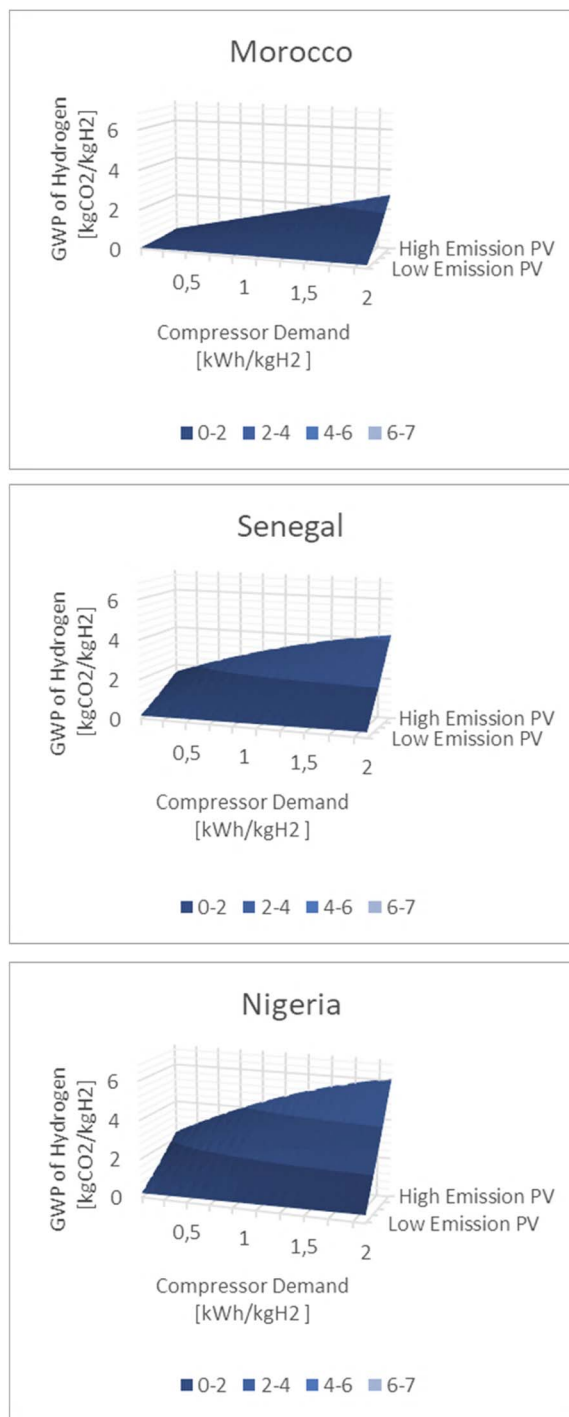 Morocco
GWP of Hydrogen
[kgCO2/kgH2]
6
4
2
0
High Emission PV
Low Emission PV
0,5
1
1,5
2
Compressor Demand
[kWh/kgH2 ]
0-2 2-4 4-6 6-7
Senegal
GWP of Hydrogen
[kgCO2/kgH2]
6
4
2
0
High Emission PV
Low Emission PV
0,5
1
1,5
2
Compressor Demand
[kWh/kgH2 ]
0-2 2-4 4-6 6-7
Nigeria
GWP of Hydrogen
[kgCO2/kgH2]
6
4
2
0
High Emission PV
Low Emission PV
0,5
1
1,5
2
Compressor Demand
[kWh/kgH2 ]
0-2 2-4 4-6 6-7